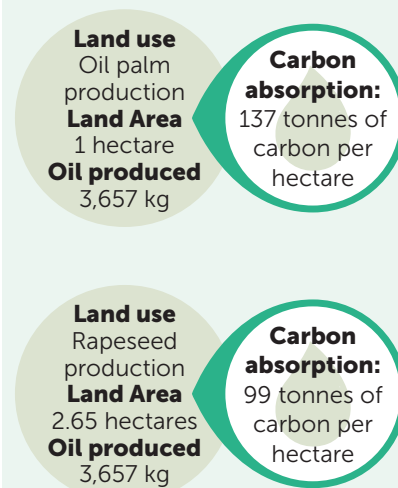 Land use
Oil palm
production
Land Area
1 hectare
Oil produced
3,657 kg
Carbon
absorption:
137 tonnes of
carbon per
hectare
Land use
Rapeseed
production
Land Area
2.65 hectares
Oil produced
3,657 kg
Carbon
absorption:
99 tonnes of
carbon per
hectare